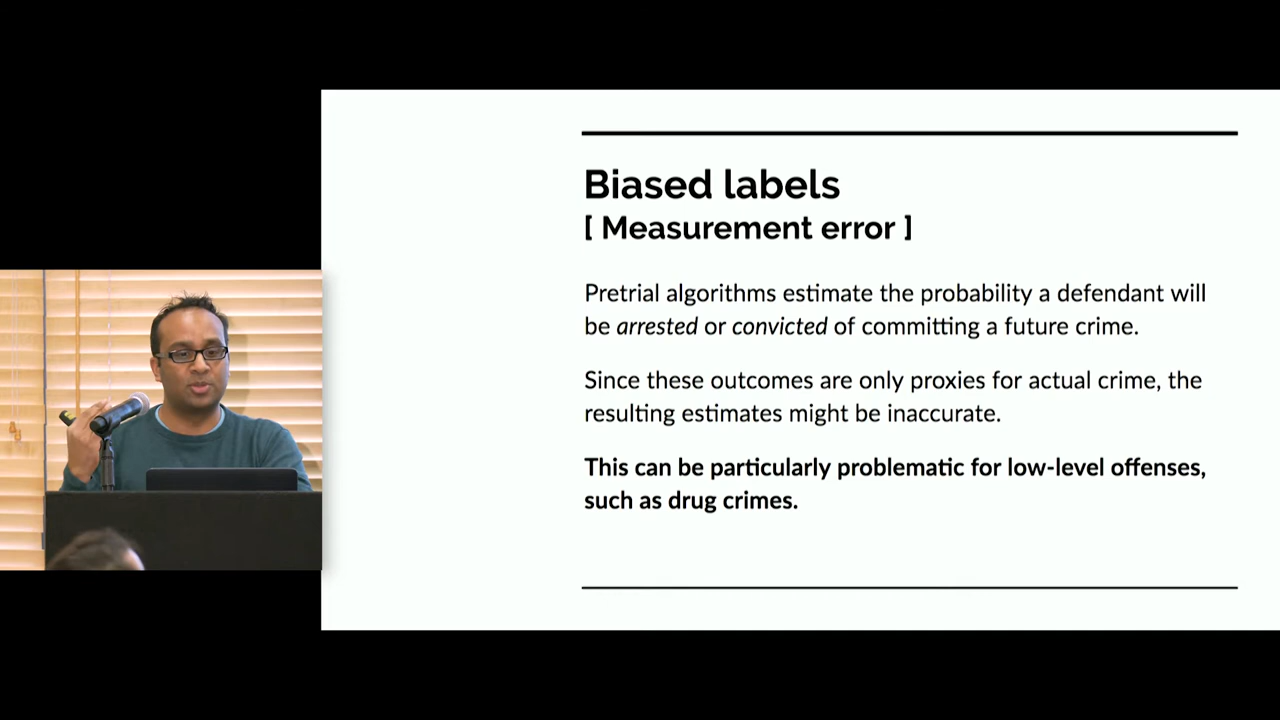 Biased labels
[ Measurement error ]
Pretrial algorithms estimate the probability a defendant will
be arrested or convicted of committing a future crime.
Since these outcomes are only proxies for actual crime, the
resulting estimates might be inaccurate.
This can be particularly problematic for low-level offenses,
such as drug crimes.